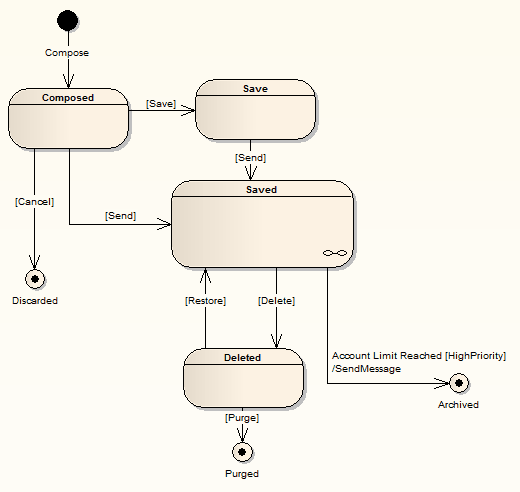 Compose
Composed
Save
[Save]
[Send]
Saved
[Cancel]
[Send]
Discarded
[Restore]
[Delete]
Deleted
Account Limit Reached [HighPriority]
/SendMessage
Archived
[Purge]
Purged